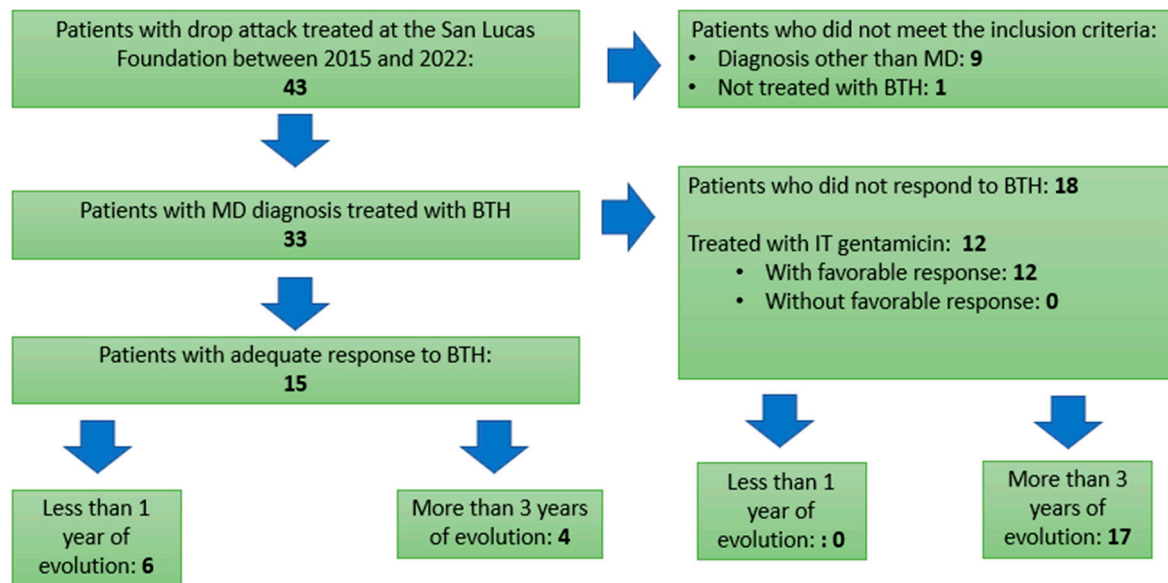 Patients with drop attack treated at the San Lucas
Foundation between 2015 and 2022:
43
Patients who did not meet the inclusion criteria:
• Diagnosis other than MD: 9
• Not treated with BTH: 1
Patients with MD diagnosis treated with BTH
33
Patients who did not respond to BTH: 18
Treated with IT gentamicin: 12
• With favorable response: 12
• Without favorable response: 0
Patients with adequate response to BTH:
15
Less than 1
year of
evolution: 6
More than 3 years
of evolution: 4
Less than 1
year of
evolution: : 0
More than 3
years of
evolution: 17